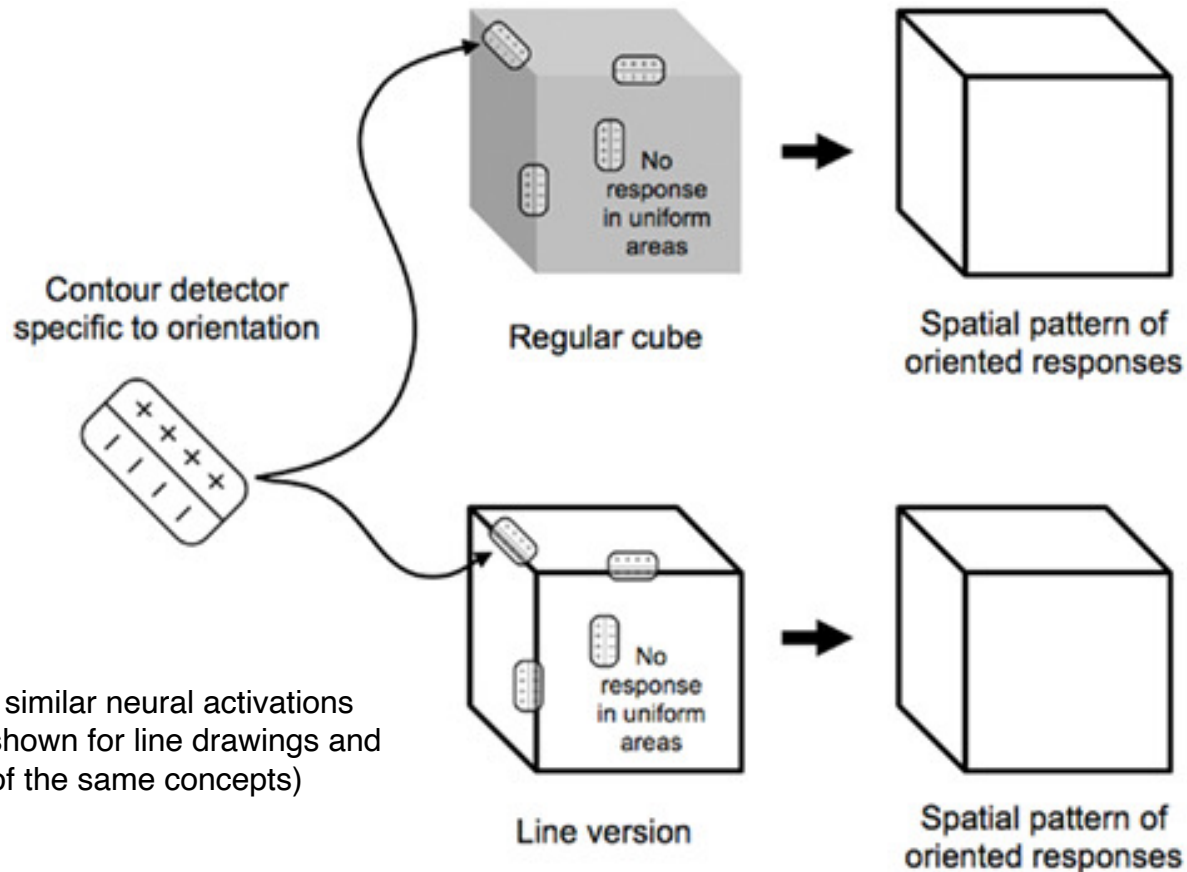 No
response
in uniform
areas
Contour detector
specific to orientation
Regular cube
Spatial pattern of
oriented responses
+ + + +
– – – –
No
response
in uniform
areas
similar neural activations
shown for line drawings and
of the same concepts)
Line version
Spatial pattern of
oriented responses